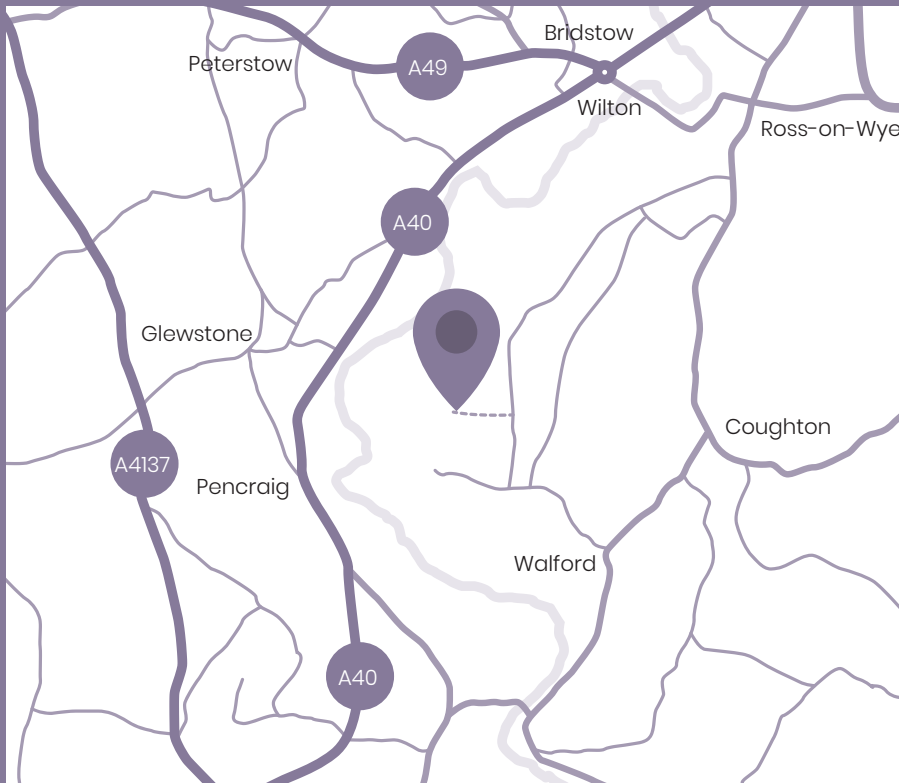 Bridstow
Peterstow
A49
Wilton
Ross-on-Wye
A40
Glewstone
Coughton
A4137
Pencraig
Walford
A40